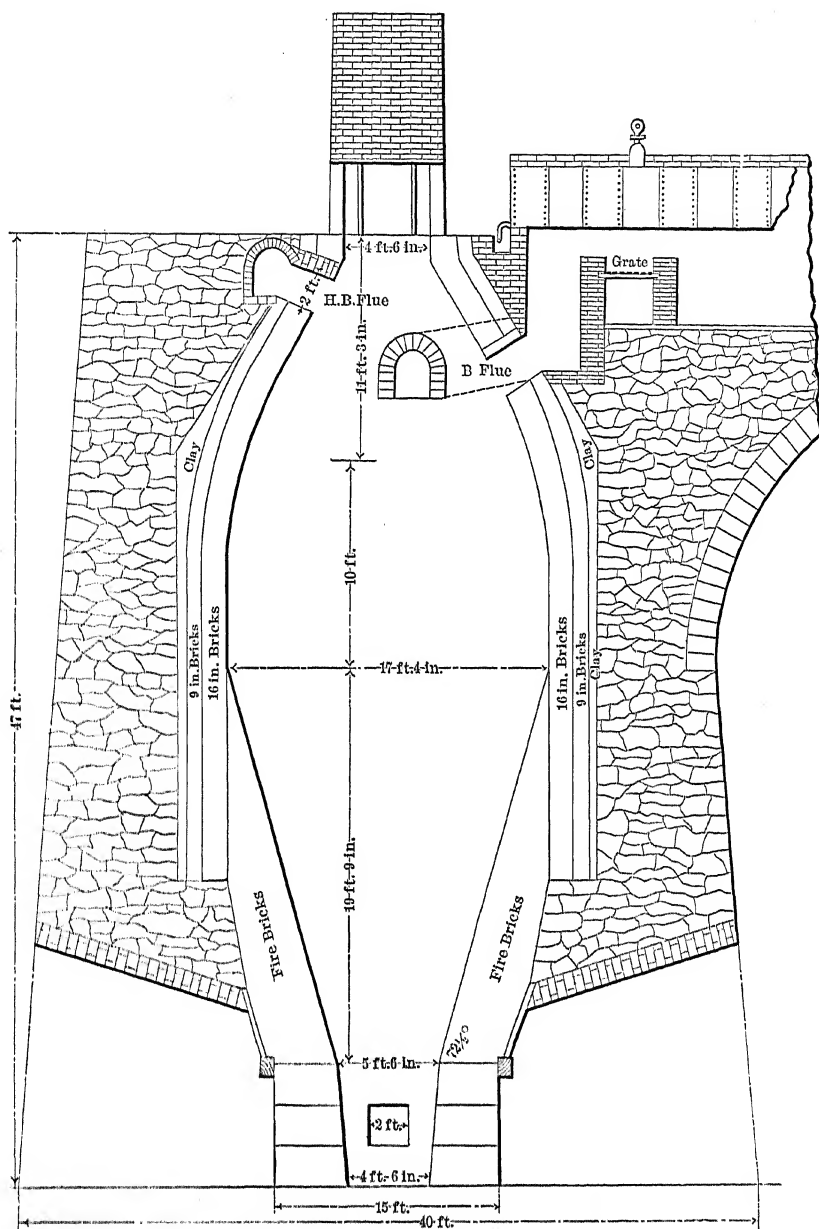 4 ft. 6 in.
Grate
2 ft.
H.B. Flue
11 ft. 3 in.
B Flue
Clay
Clay
10 ft.
9 in. Bricks
16 in. Bricks
16 in. Bricks
9 in. Bricks
Clay
17 ft. 4 in.
47 ft.
19 ft. 9 in.
Fire Bricks
Fire Bricks
72½°
5 ft. 6 in.
2 ft.
4 ft. 6 in.
15 ft.
40 ft.